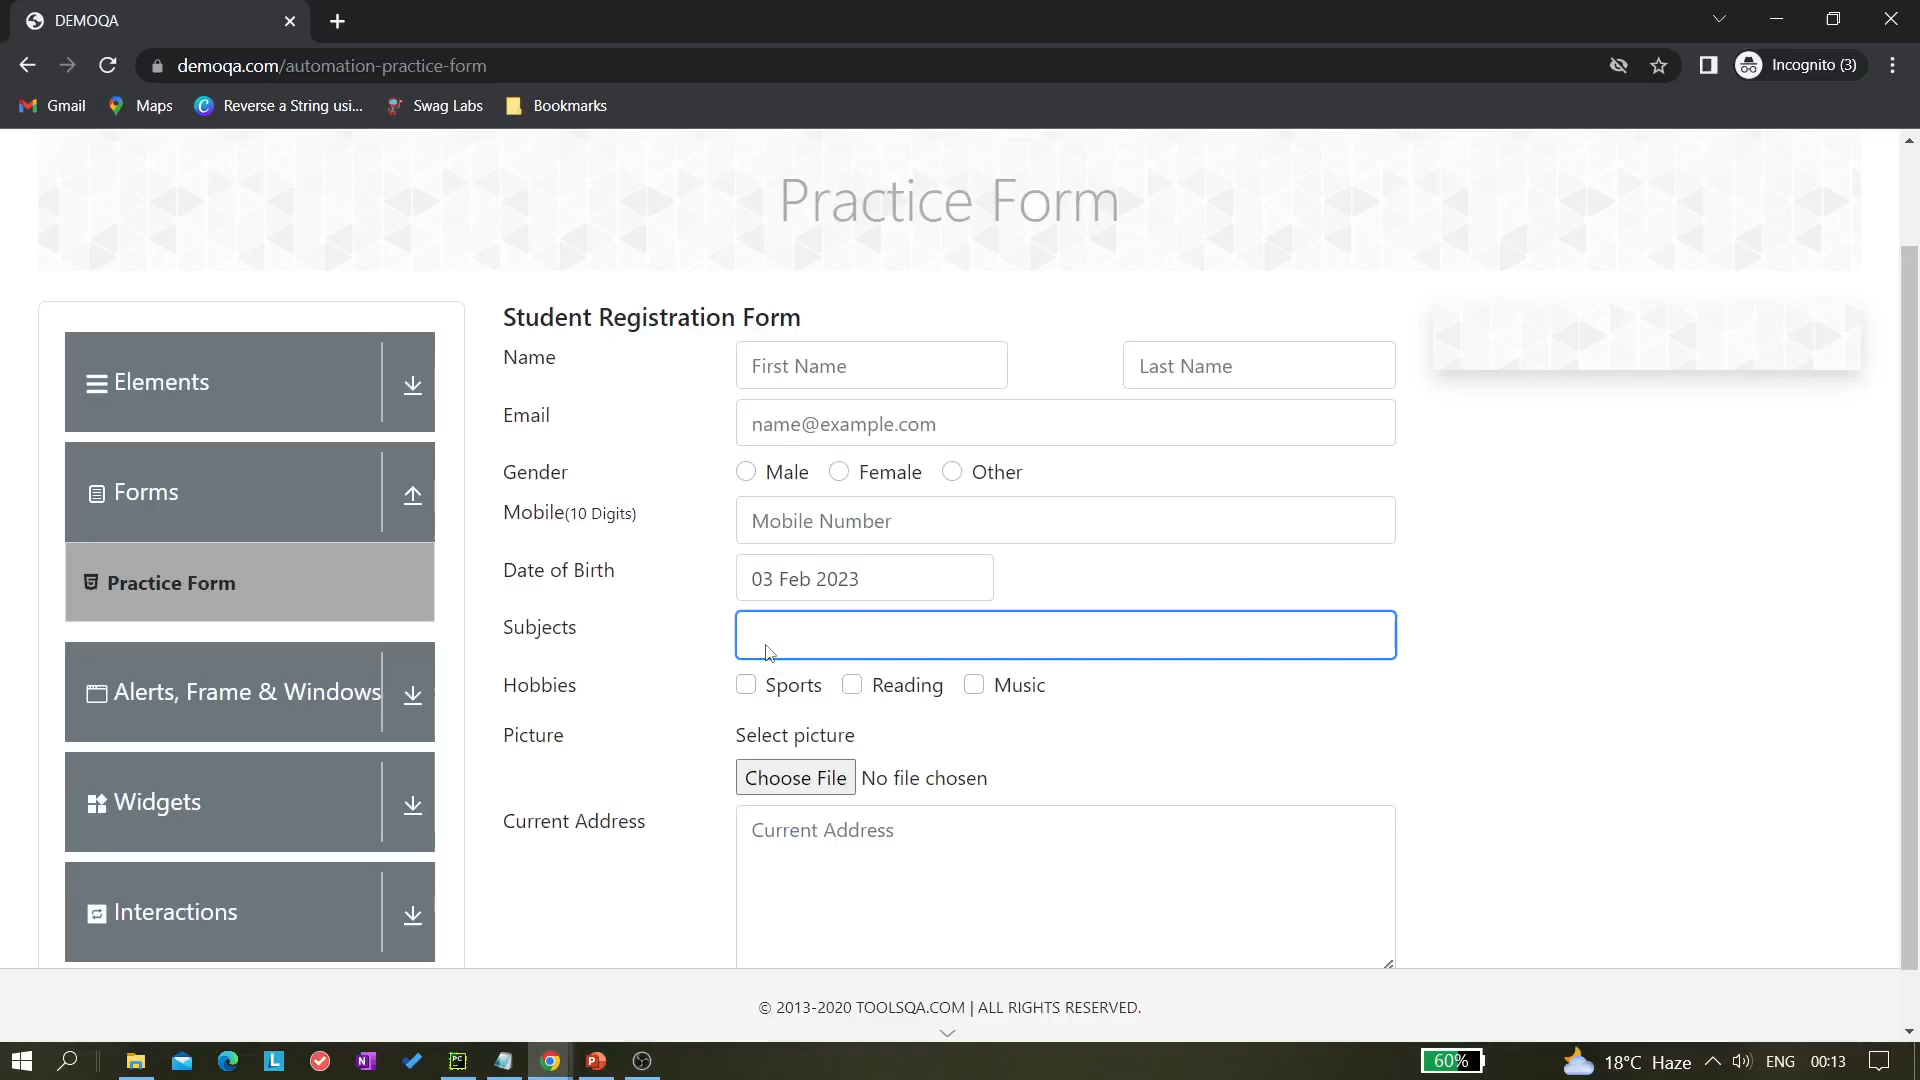 DEMOQA
demoqa.com/automation-practice-form
Incognito (3)
Gmail
Maps
Reverse a String usi...
Swag Labs
Bookmarks
Practice Form
Student Registration Form
Elements
Forms
Practice Form
Alerts, Frame & Windows
Widgets
Interactions
Name
First Name
Last Name
Email
name@example.com
Gender
Male
Female
Other
Mobile(10 Digits)
Mobile Number
Date of Birth
03 Feb 2023
Subjects
Hobbies
Sports
Reading
Music
Picture
Select picture
Choose File No file chosen
Current Address
Current Address
© 2013-2020 TOOLSQA.COM | ALL RIGHTS RESERVED.
60%
18°C Haze
ENG
00:13